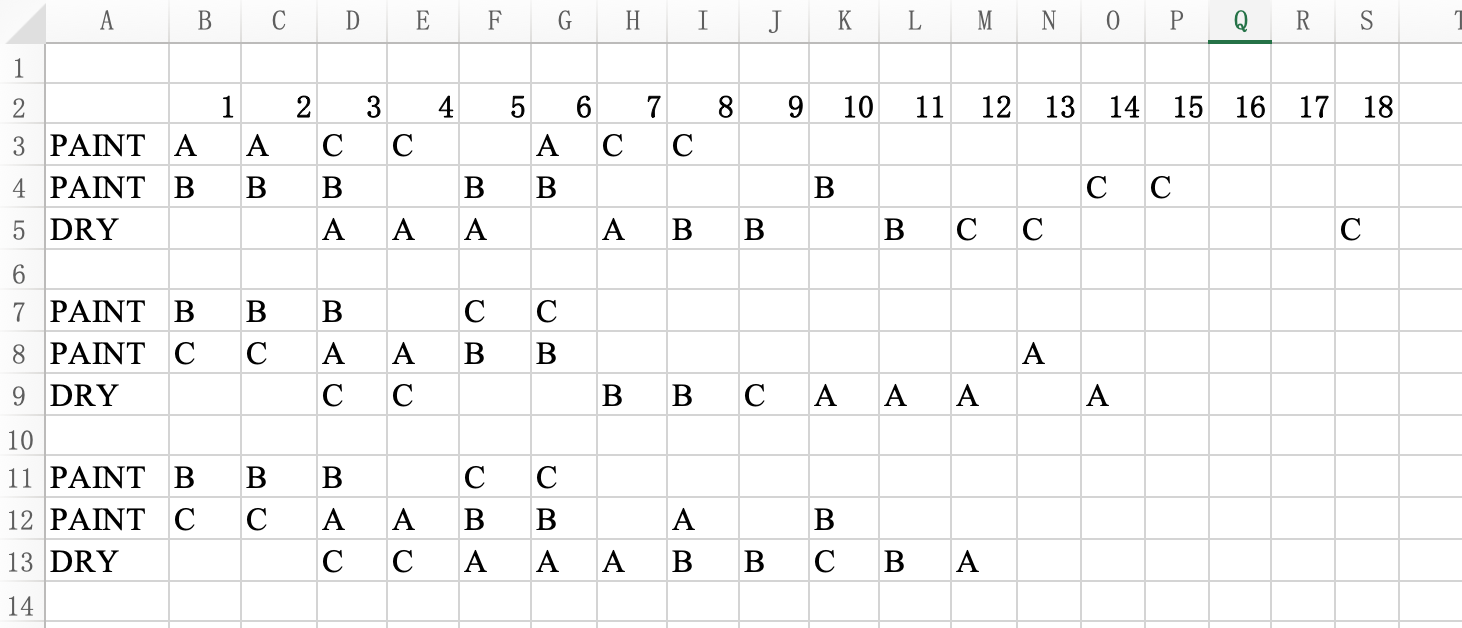 A B C D E F G H I J K L M N O P Q R S T
1
2 1 2 3 4 5 6 7 8 9 10 11 12 13 14 15 16 17 18
3 PAINT A A C C A C C
4 PAINT B B B B B B C C
5 DRY A A A A B B B C C C
6
7 PAINT B B B C C
8 PAINT C C A A B B A
9 DRY C C B B C A A A A
10
11 PAINT B B B C C
12 PAINT C C A A B B A B
13 DRY C C A A A B B C B A
14